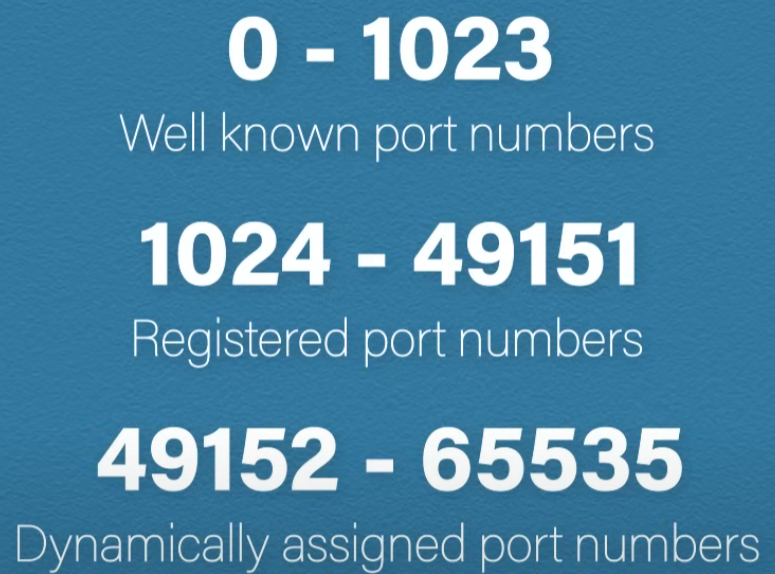 0 - 1023
Well known port numbers
1024 - 49151
Registered port numbers
49152 - 65535
Dynamically assigned port numbers